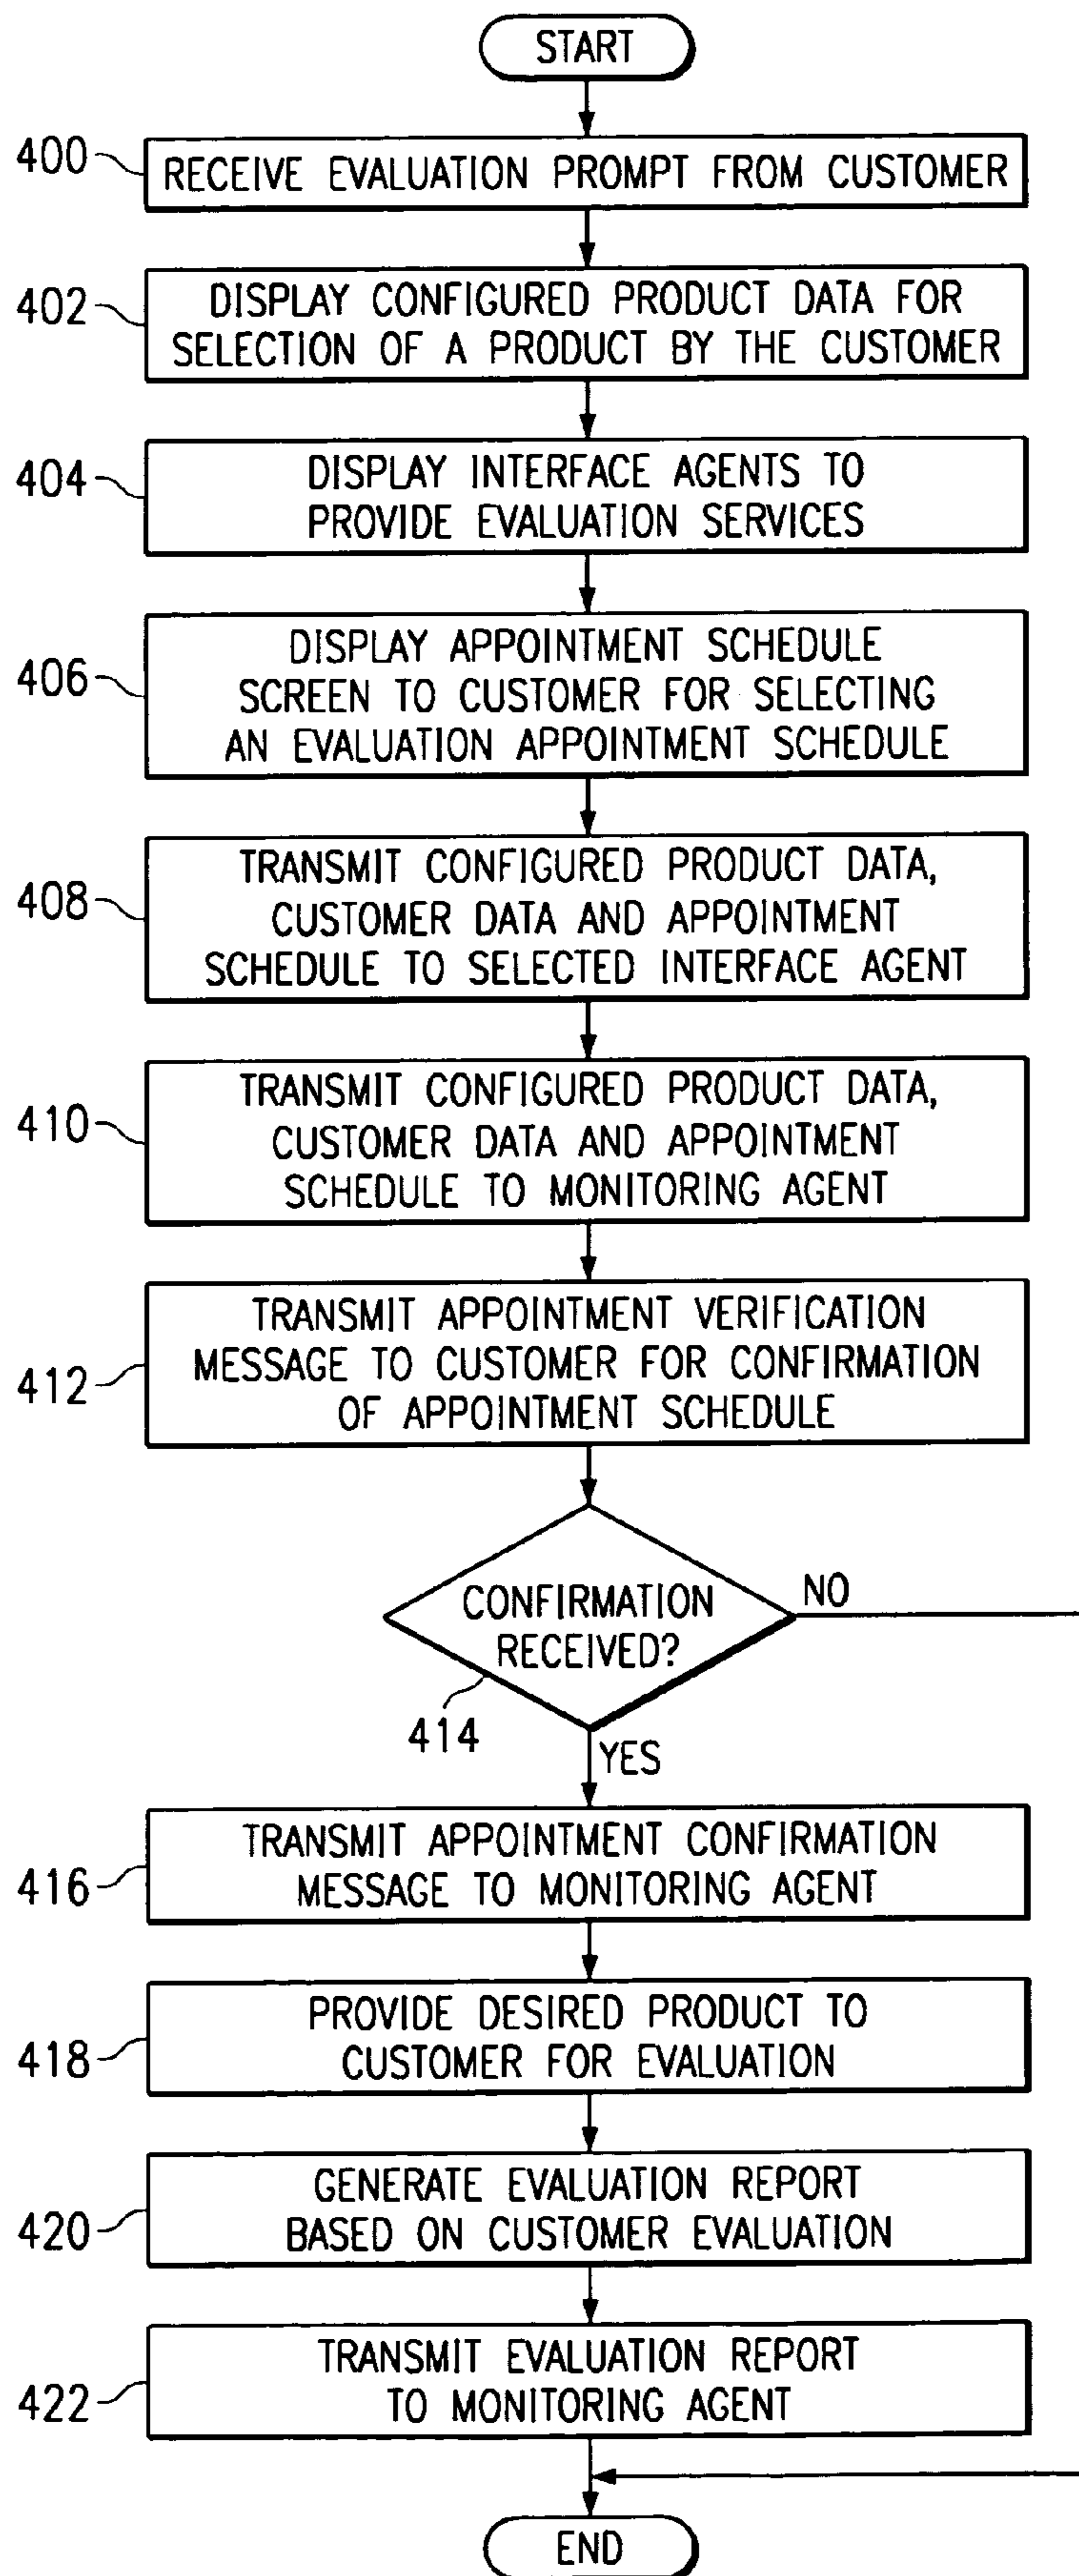 START
400
RECEIVE EVALUATION PROMPT FROM CUSTOMER
402
DISPLAY CONFIGURED PRODUCT DATA FOR
SELECTION OF A PRODUCT BY THE CUSTOMER
404
DISPLAY INTERFACE AGENTS TO
PROVIDE EVALUATION SERVICES
406
DISPLAY APPOINTMENT SCHEDULE
SCREEN TO CUSTOMER FOR SELECTING
AN EVALUATION APPOINTMENT SCHEDULE
408
TRANSMIT CONFIGURED PRODUCT DATA,
CUSTOMER DATA AND APPOINTMENT
SCHEDULE TO SELECTED INTERFACE AGENT
410
TRANSMIT CONFIGURED PRODUCT DATA,
CUSTOMER DATA AND APPOINTMENT
SCHEDULE TO MONITORING AGENT
412
TRANSMIT APPOINTMENT VERIFICATION
MESSAGE TO CUSTOMER FOR CONFIRMATION
OF APPOINTMENT SCHEDULE
CONFIRMATION
RECEIVED?
NO
414
YES
416
TRANSMIT APPOINTMENT CONFIRMATION
MESSAGE TO MONITORING AGENT
418
PROVIDE DESIRED PRODUCT TO
CUSTOMER FOR EVALUATION
420
GENERATE EVALUATION REPORT
BASED ON CUSTOMER EVALUATION
422
TRANSMIT EVALUATION REPORT
TO MONITORING AGENT
END